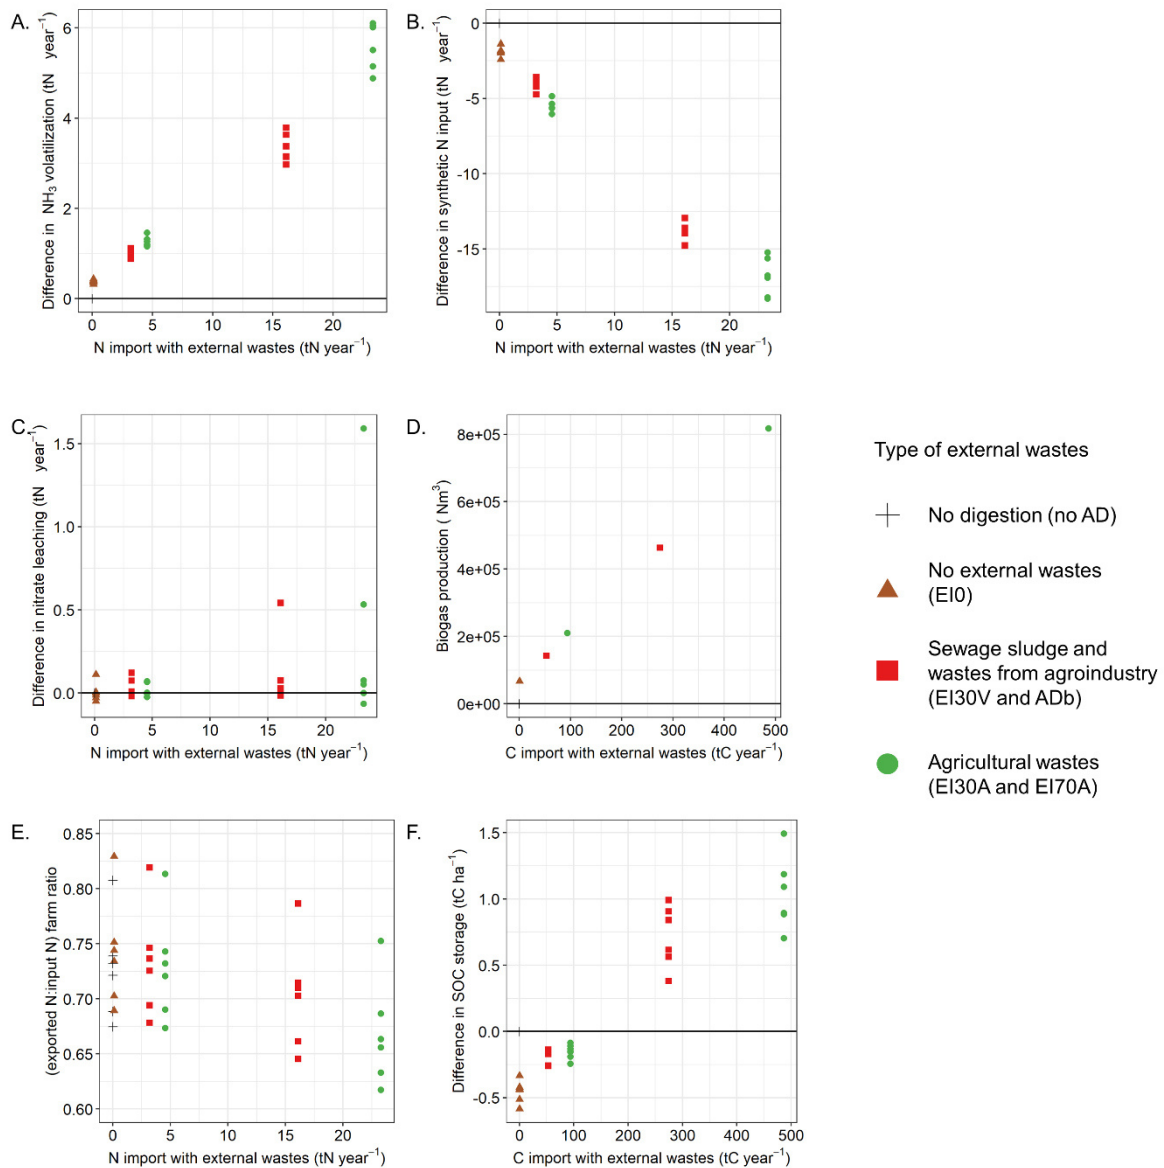 A.
Difference in NH₃ volatilization (tN year⁻¹)
6
4
2
0
0 5 10 15 20
N import with external wastes (tN year⁻¹)
B.
Difference in synthetic N input (tN year⁻¹)
0
-5
-10
-15
0 5 10 15 20
N import with external wastes (tN year⁻¹)
C.
Difference in nitrate leaching (tN year⁻¹)
1.5
1.0
0.5
0.0
0 5 10 15 20
N import with external wastes (tN year⁻¹)
D.
Biogas production ( Nm³)
8e+05
6e+05
4e+05
2e+05
0e+00
0 100 200 300 400 500
C import with external wastes (tC year⁻¹)
Type of external wastes
No digestion (no AD)
No external wastes
(EI0)
Sewage sludge and
wastes from agroindustry
(EI30V and ADb)
Agricultural wastes
(EI30A and EI70A)
E.
(exported N:input N) farm ratio
0.85
0.80
0.75
0.70
0.65
0.60
0 5 10 15 20
N import with external wastes (tN year⁻¹)
F.
Difference in SOC storage (tC ha⁻¹)
1.5
1.0
0.5
0.0
-0.5
0 100 200 300 400 500
C import with external wastes (tC year⁻¹)